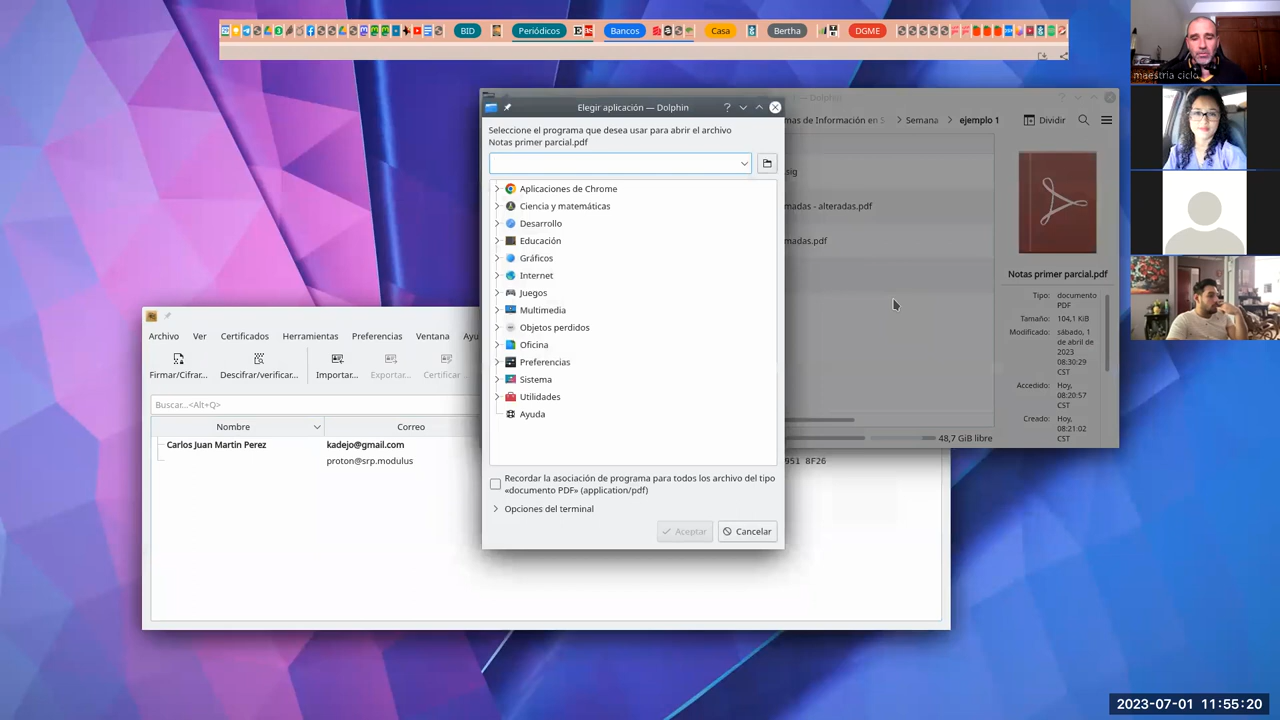 BID
Periódicos
Bancos
Casa
Bertha
DGME
maestria ciclo
Elegir aplicación — Dolphin
— Dolphin
Seleccione el programa que desea usar para abrir el archivo
Notas primer parcial.pdf
mas de Información en S
Semana
ejemplo 1
Dividir
Aplicaciones de Chrome
Ciencia y matemáticas
Desarrollo
Educación
Gráficos
Internet
Juegos
Multimedia
Objetos perdidos
Oficina
Preferencias
Sistema
Utilidades
Ayuda
Recordar la asociación de programa para todos los archivo del tipo
«documento PDF» (application/pdf)
Opciones del terminal
Aceptar
Cancelar
.sig
madas - alteradas.pdf
madas.pdf
Notas primer parcial.pdf
Tipo: documento
PDF
Tamaño: 104,1 KiB
Modificado: sábado, 1
de abril de
2023
08:30:29
CST
Accedido: Hoy,
08:20:57
CST
Creado: Hoy,
08:21:02
CST
48,7 GiB libre
Archivo
Ver
Certificados
Herramientas
Preferencias
Ventana
Ayu
Firmar/Cifrar...
Descifrar/verificar...
Importar...
Exportar...
Certificar
Buscar...<Alt+Q>
Nombre
Correo
Carlos Juan Martin Perez
kadejo@gmail.com
proton@srp.modulus
951 8F26
2023-07-01 11:55:20